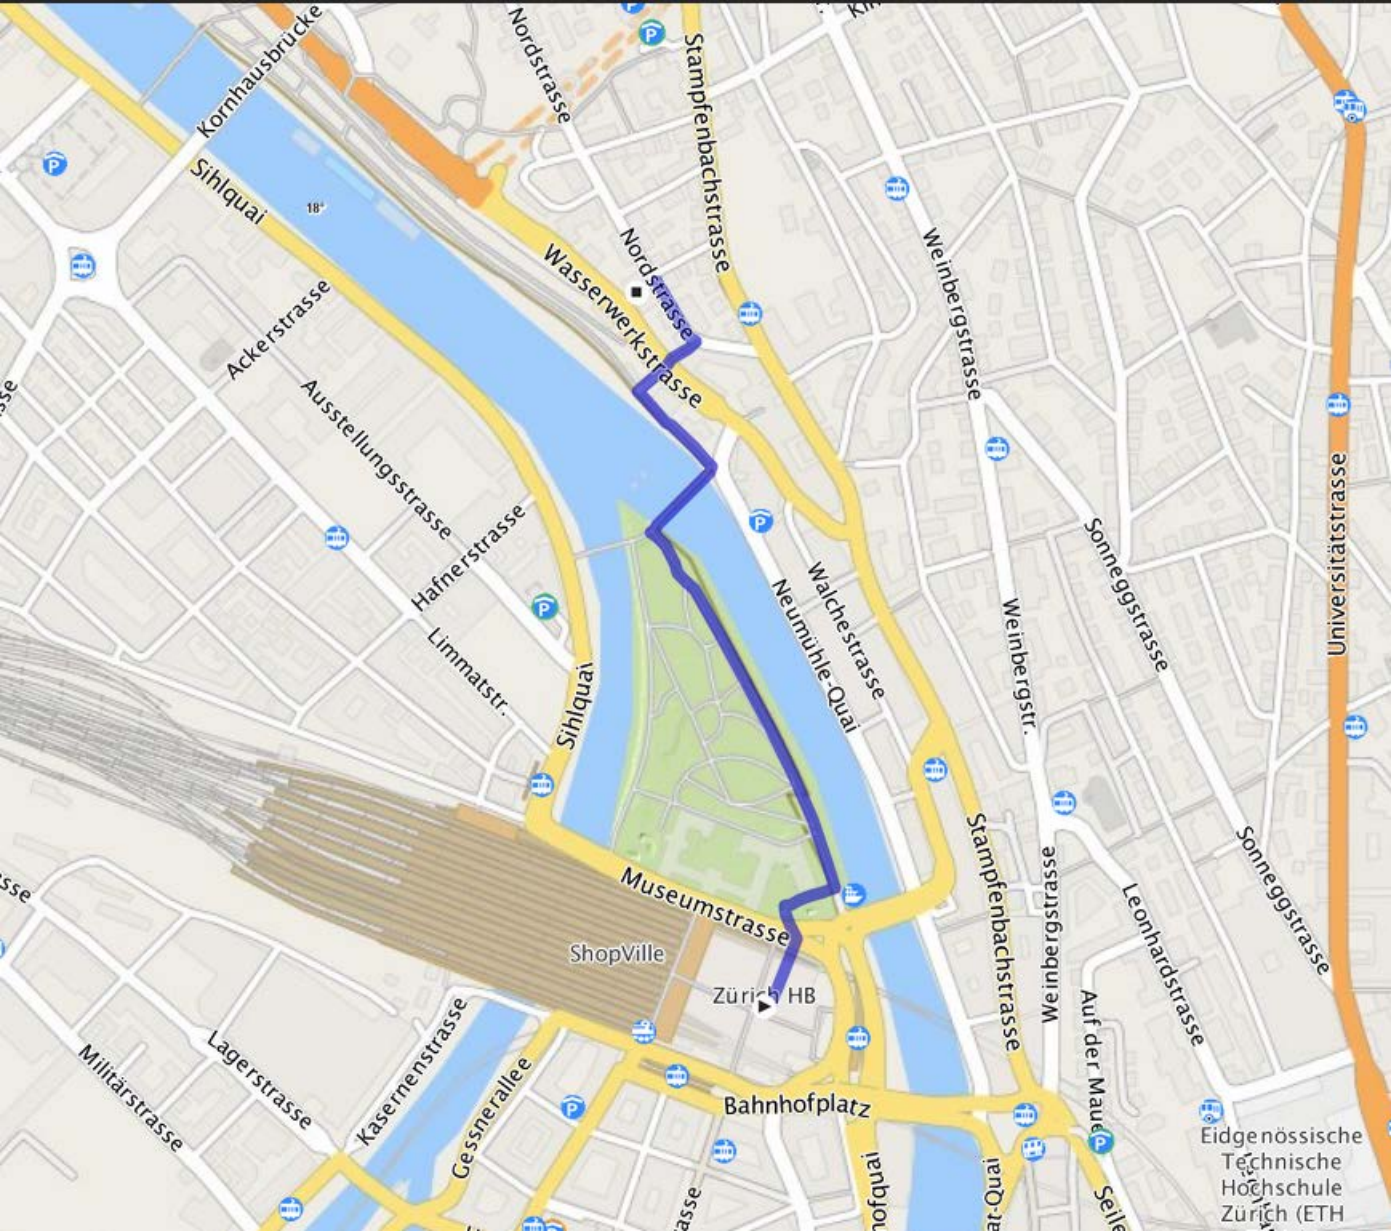 Nordstrasse
Stampfenbachstrasse
Kornhausbrücke
P
P
Sihlquai
18°
Weinbergstrasse
Nordstrasse
Wasserwerkstrasse
Ackerstrasse
Ausstellungsstrasse
Universitätstrasse
P
Hafnerstrasse
Sonneggstrasse
Walchestrasse
Neumühle-Quai
P
Weinbergstr.
Limmatstr.
Sihlquai
Stampfenbachstrasse
Sonneggstrasse
Museumstrasse
Weinbergstrasse
Leonhardstrasse
ShopVille
Zürich HB
Auf der Maue
Kasernenstrasse
Lagerstrasse
Militärstrasse
Gessnerallee
P
Bahnhofplatz
P
Eidgenössische
Technische
Hochschule
Zürich (ETH